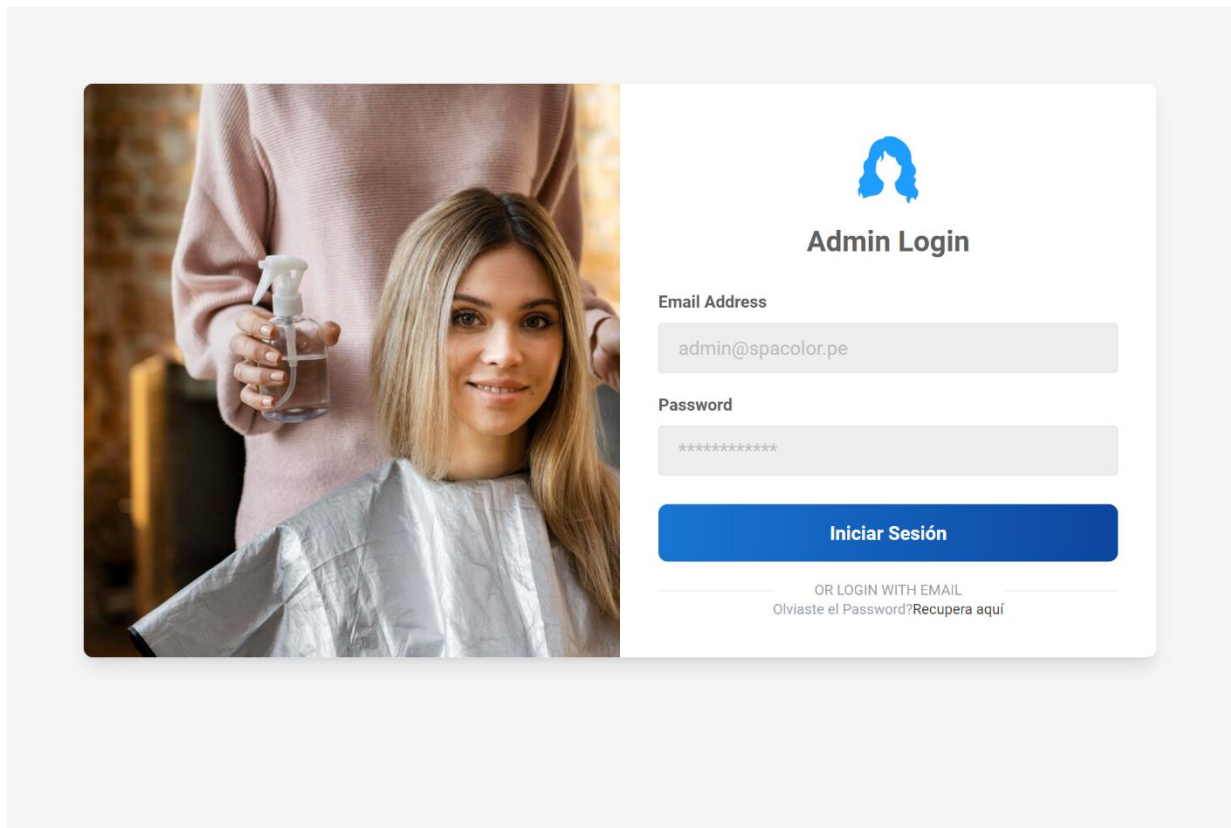 Admin Login
Email Address
admin@spacolor.pe
Password
************
Iniciar Sesión
OR LOGIN WITH EMAIL
Olviaste el Password?Recupera aquí